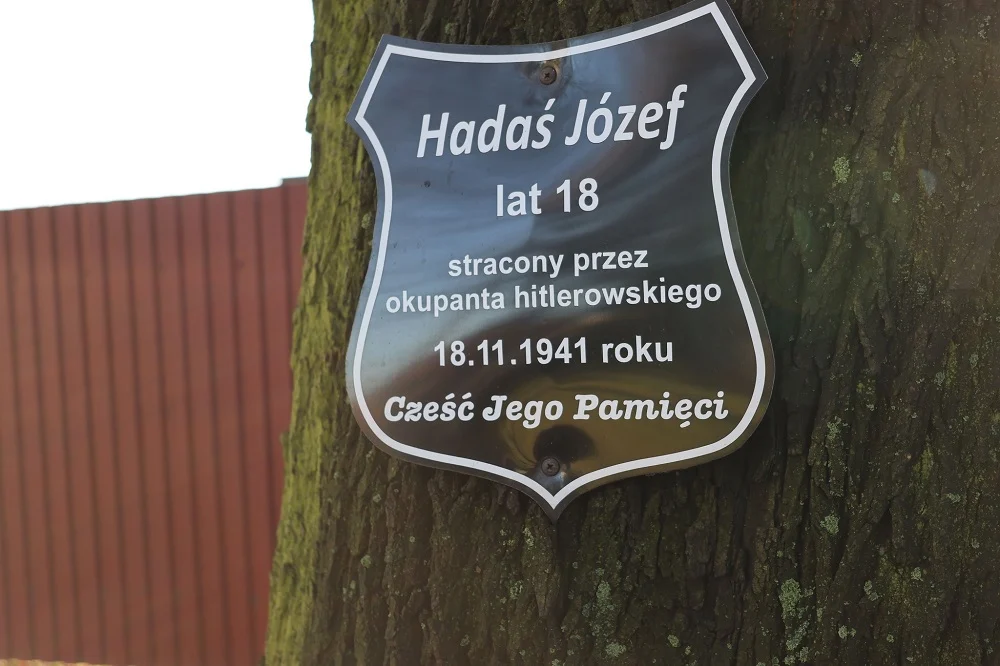 Hadaś Józef
lat 18
stracony przez
okupanta hitlerowskiego
18.11.1941 roku
Cześć Jego Pamięci